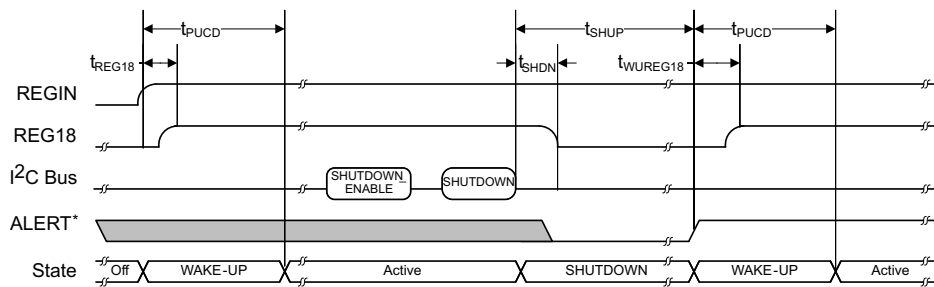 tPUCD tSHUP tPUCD
tREG18 tSHDN tWUREG18
REGIN
REG18
I2C Bus SHUTDOWN_ SHUTDOWN
ENABLE
ALERT*
State Off WAKE-UP Active SHUTDOWN WAKE-UP Active